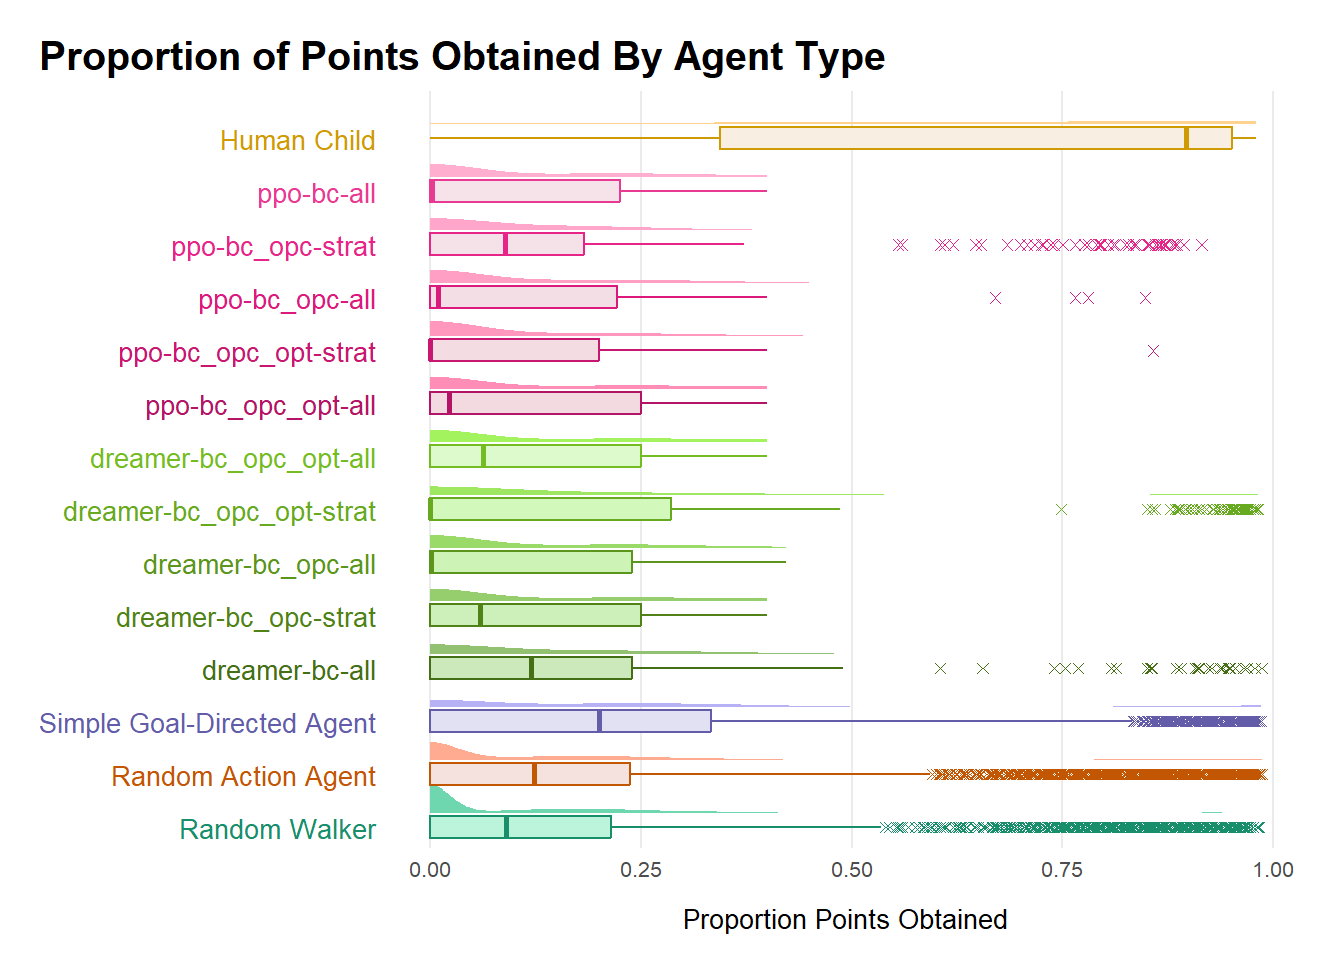 Proportion of Points Obtained By Agent Type
Human Child
ppo-bc-all
ppo-bc_opc-strat
ppo-bc_opc-all
ppo-bc_opc_opt-strat
ppo-bc_opc_opt-all
dreamer-bc_opc_opt-all
dreamer-bc_opc_opt-strat
dreamer-bc_opc-all
dreamer-bc_opc-strat
dreamer-bc-all
Simple Goal-Directed Agent
Random Action Agent
Random Walker
0.00 0.25 0.50 0.75 1.00
Proportion Points Obtained